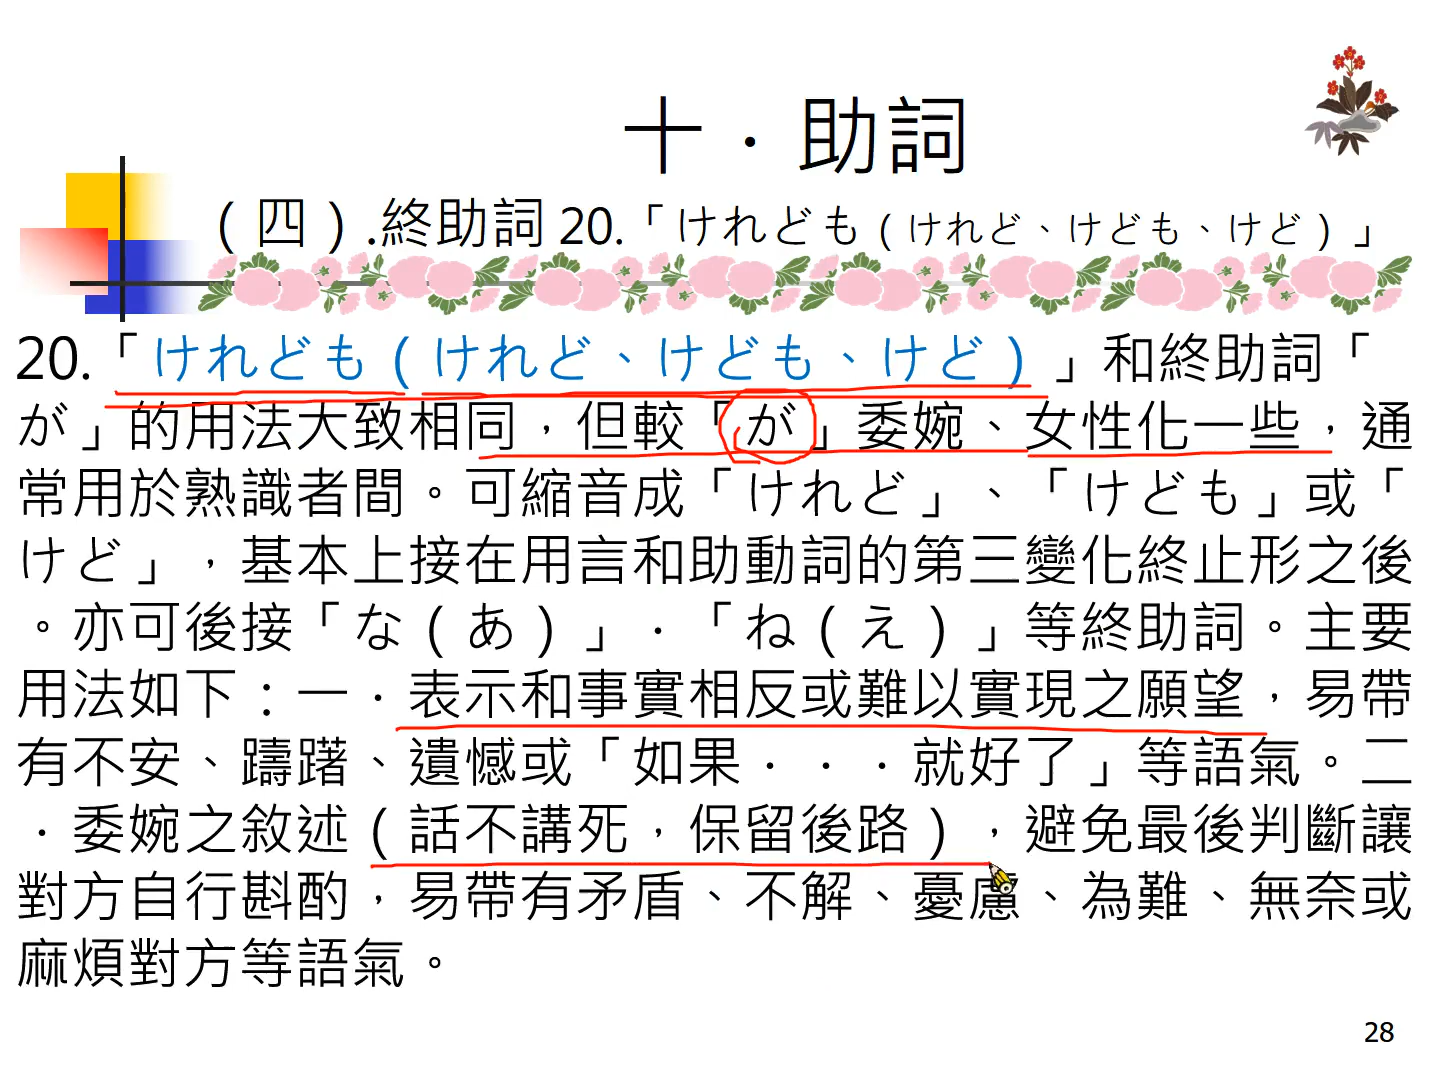 十．助詞
（四）.終助詞 20.「けれども（けれど、けども、けど）」
20.「けれども（けれど、けども、けど）」和終助詞「
が」的用法大致相同，但較「が」委婉、女性化一些，通
常用於熟識者間。可縮音成「けれど」、「けども」或「
けど」，基本上接在用言和助動詞的第三變化終止形之後
。亦可後接「な（あ）」．「ね（え）」等終助詞。主要
用法如下：一．表示和事實相反或難以實現之願望，易帶
有不安、躊躇、遺憾或「如果．．．就好了」等語氣。二
．委婉之敘述（話不講死，保留後路），避免最後判斷讓
對方自行斟酌，易帶有矛盾、不解、憂慮、為難、無奈或
麻煩對方等語氣。
28